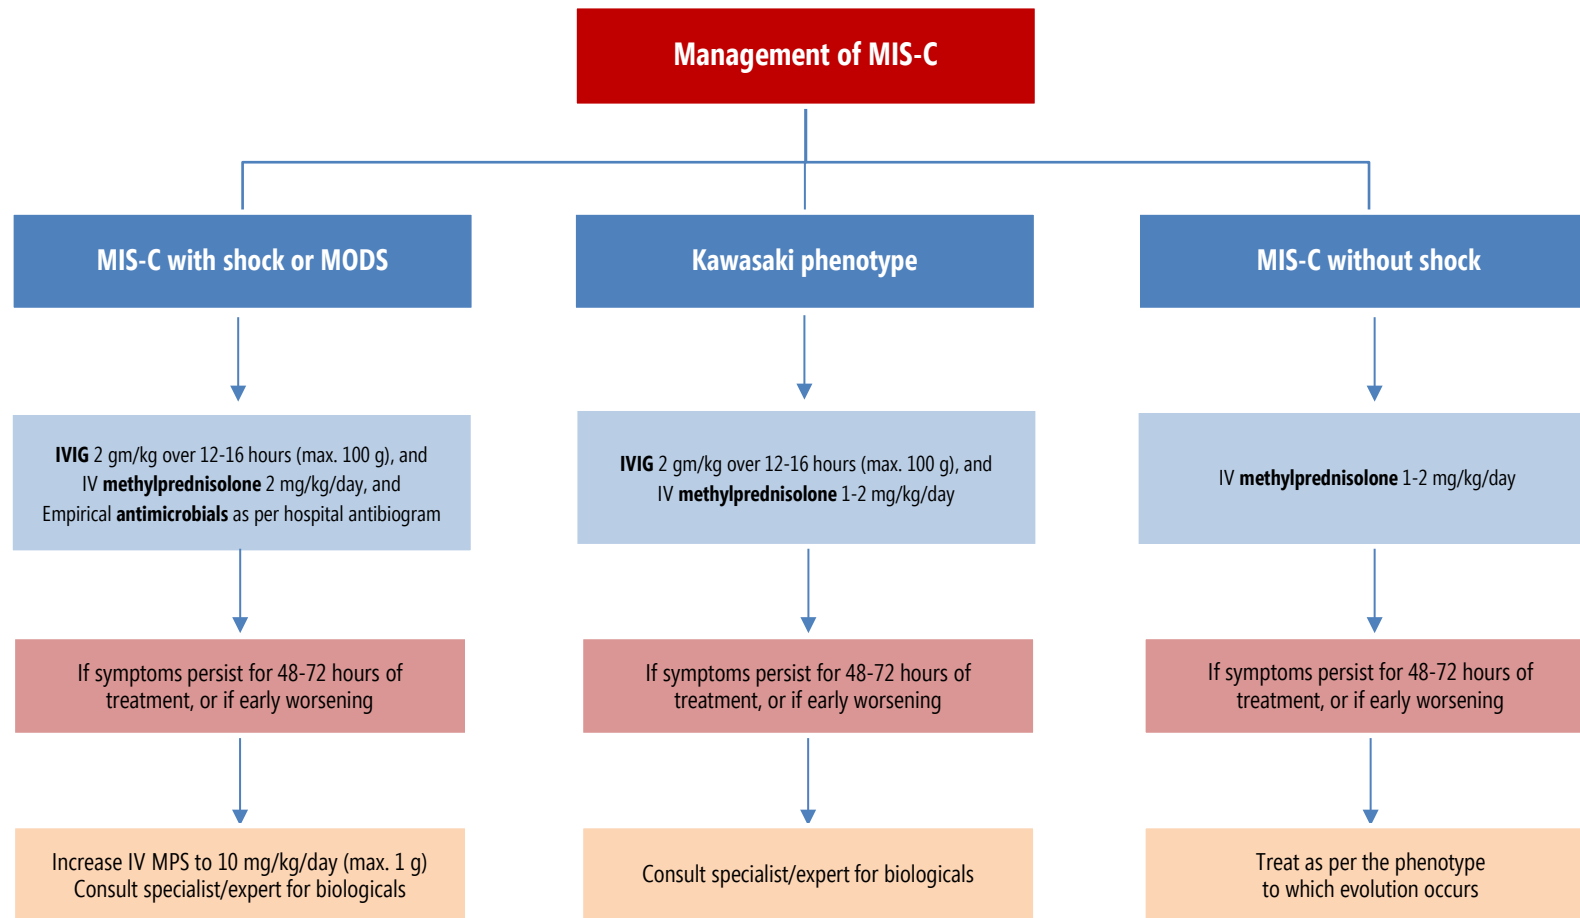 Management of MIS-C
MIS-C with shock or MODS
Kawasaki phenotype
MIS-C without shock
IVIG 2 gm/kg over 12-16 hours (max. 100 g), and
IV methylprednisolone 2 mg/kg/day, and
Empirical antimicrobials as per hospital antibiogram
IVIG 2 gm/kg over 12-16 hours (max. 100 g), and
IV methylprednisolone 1-2 mg/kg/day
IV methylprednisolone 1-2 mg/kg/day
If symptoms persist for 48-72 hours of
treatment, or if early worsening
If symptoms persist for 48-72 hours of
treatment, or if early worsening
If symptoms persist for 48-72 hours of
treatment, or if early worsening
Increase IV MPS to 10 mg/kg/day (max. 1 g)
Consult specialist/expert for biologicals
Consult specialist/expert for biologicals
Treat as per the phenotype
to which evolution occurs